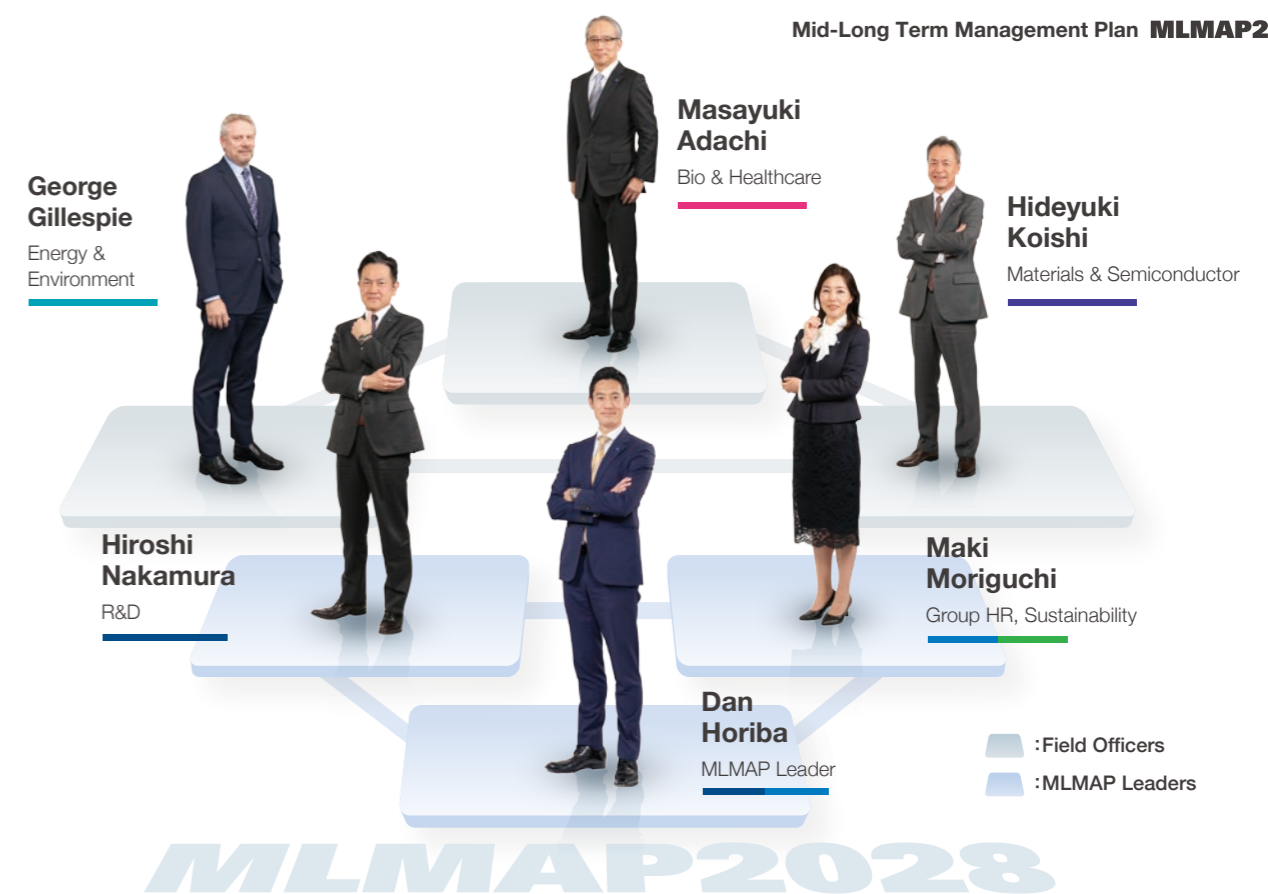 Mid-Long Term Management Plan MLMAP2
Masayuki
Adachi
Bio & Healthcare
George
Gillespie
Energy &
Environment
Hideyuki
Koishi
Materials & Semiconductor
Hiroshi
Nakamura
R&D
Maki
Moriguchi
Group HR, Sustainability
Dan
Horiba
MLMAP Leader
:Field Officers
:MLMAP Leaders
MLMAP2028